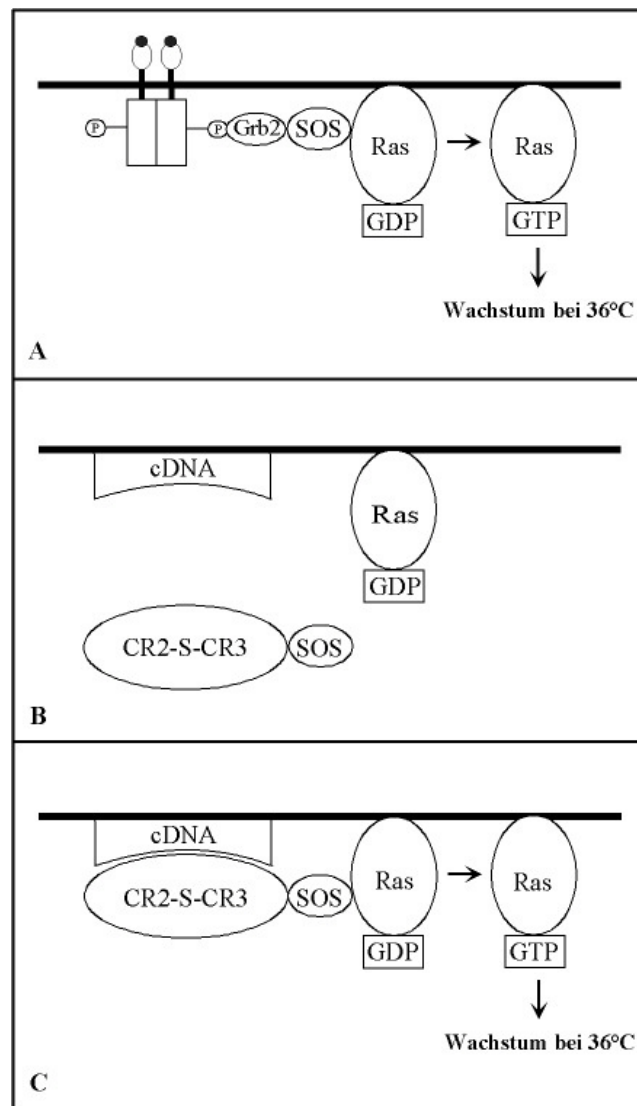 P
P
Grb2
SOS
Ras
Ras
GDP
GTP
Wachstum bei 36°C
A
cDNA
Ras
GDP
CR2-S-CR3
SOS
B
cDNA
CR2-S-CR3
SOS
Ras
Ras
GDP
GTP
Wachstum bei 36°C
C